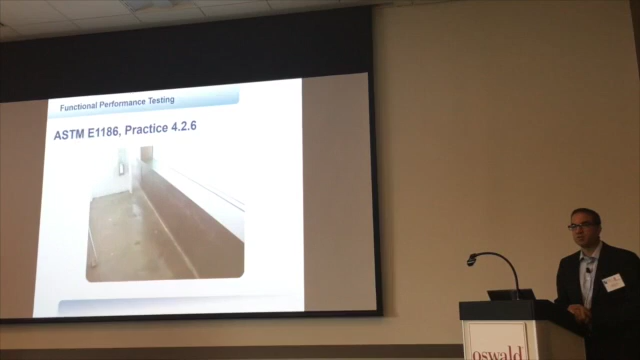 Functional Performance Testing
ASTM E1186, Practice 4.2.6
oswald